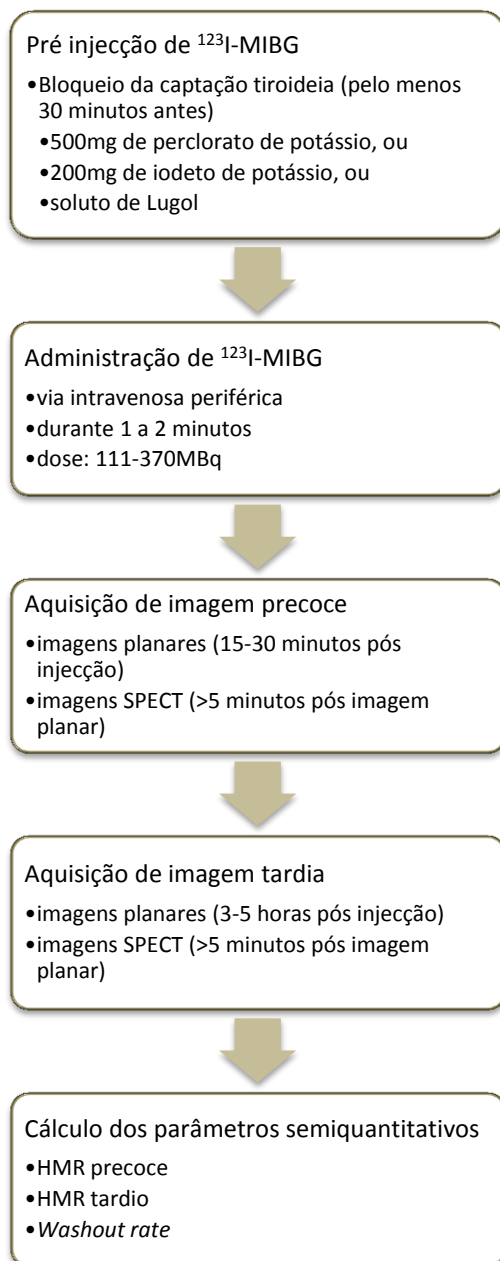 Pré injecção de ¹²³I-MIBG
•Bloqueio da captação tiroideia (pelo menos
30 minutos antes)
•500mg de perclorato de potássio, ou
•200mg de iodeto de potássio, ou
•soluto de Lugol
Administração de ¹²³I-MIBG
•via intravenosa periférica
•durante 1 a 2 minutos
•dose: 111-370MBq
Aquisição de imagem precoce
•imagens planares (15-30 minutos pós
injecção)
•imagens SPECT (>5 minutos pós imagem
planar)
Aquisição de imagem tardia
•imagens planares (3-5 horas pós injecção)
•imagens SPECT (>5 minutos pós imagem
planar)
Cálculo dos parâmetros semiquantitativos
•HMR precoce
•HMR tardio
•Washout rate